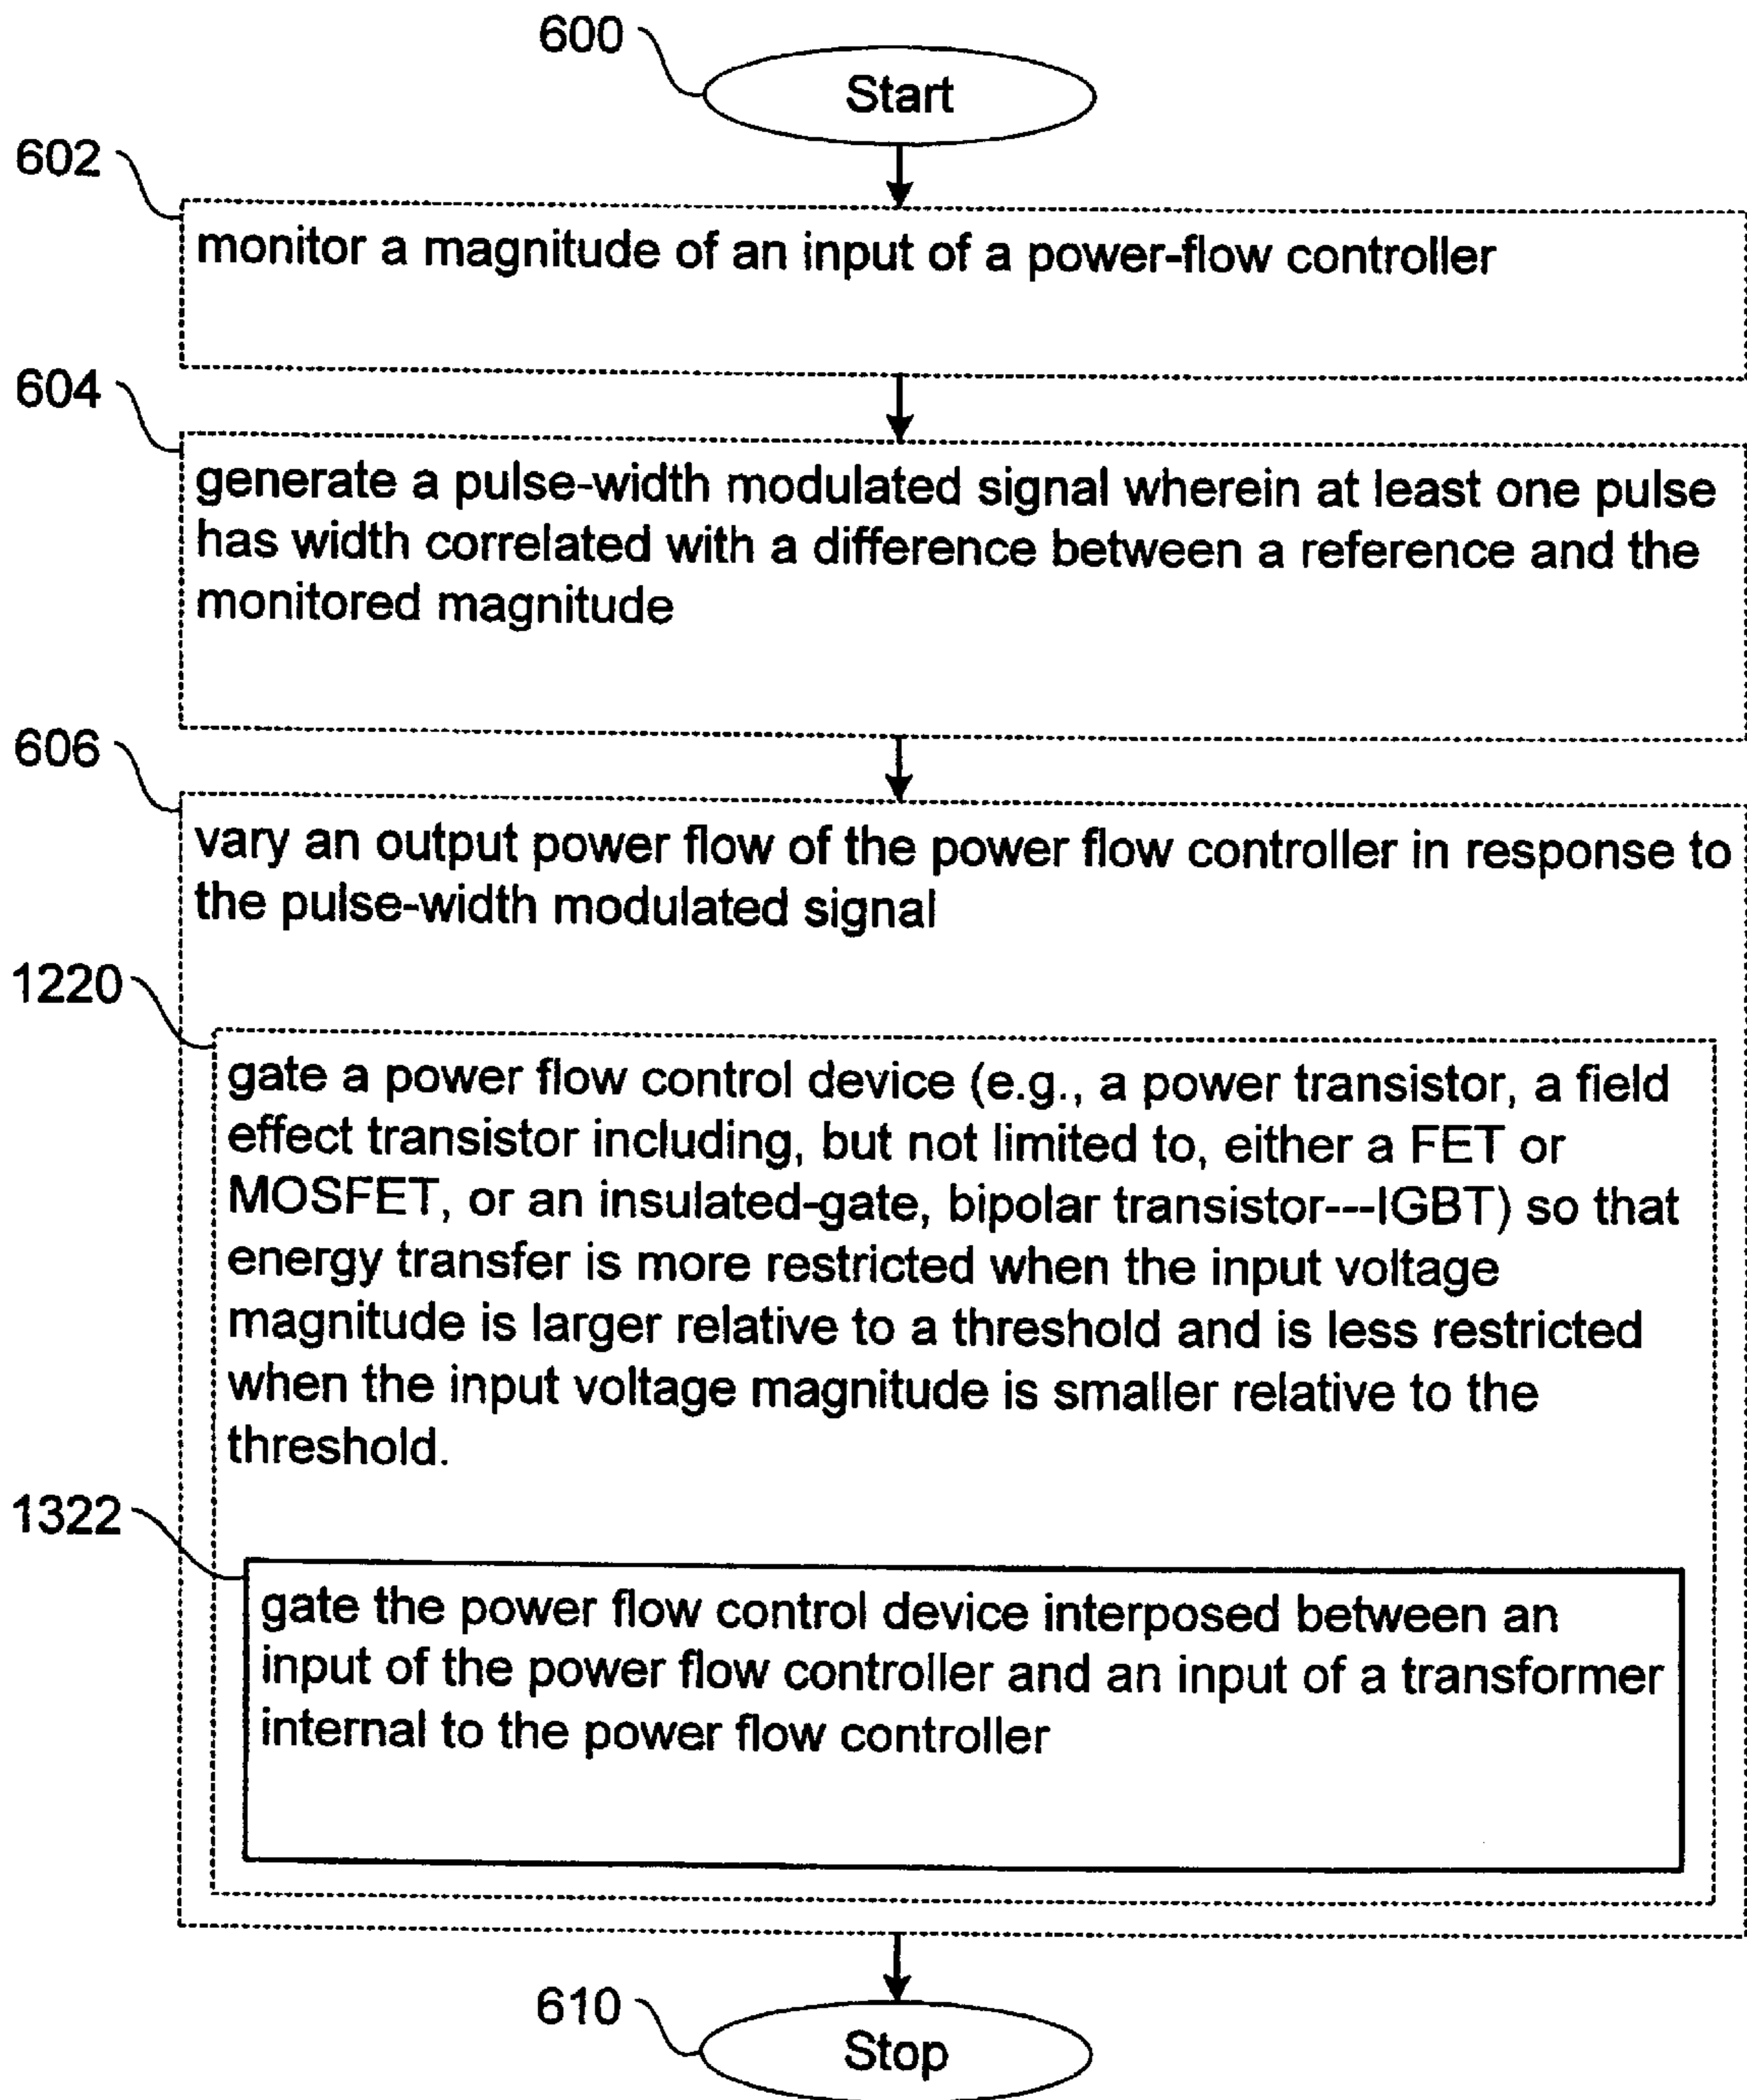 600
Start
602
monitor a magnitude of an input of a power-flow controller
604
generate a pulse-width modulated signal wherein at least one pulse
has width correlated with a difference between a reference and the
monitored magnitude
606
vary an output power flow of the power flow controller in response to
the pulse-width modulated signal
1220
gate a power flow control device (e.g., a power transistor, a field
effect transistor including, but not limited to, either a FET or
MOSFET, or an insulated-gate, bipolar transistor---IGBT) so that
energy transfer is more restricted when the input voltage
magnitude is larger relative to a threshold and is less restricted
when the input voltage magnitude is smaller relative to the
threshold.
1322
gate the power flow control device interposed between an
input of the power flow controller and an input of a transformer
internal to the power flow controller
610
Stop